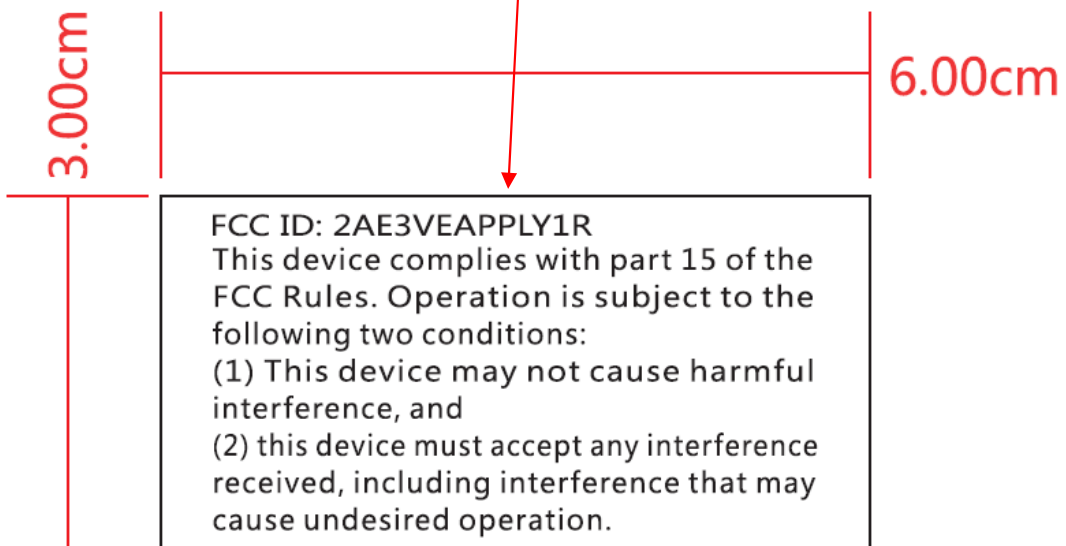 3.00cm
6.00cm
FCC ID: 2AE3VEAPPLY1R
This device complies with part 15 of the
FCC Rules. Operation is subject to the
following two conditions:
(1) This device may not cause harmful
interference, and
(2) this device must accept any interference
received, including interference that may
cause undesired operation.